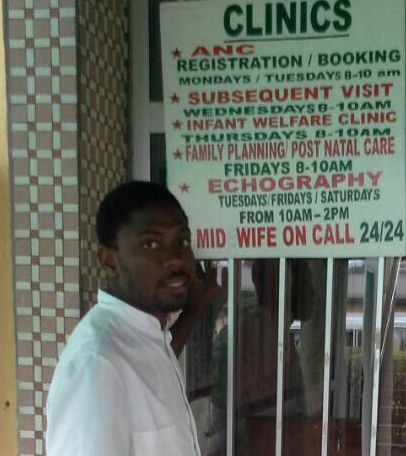 CLINICS
★ ANC
REGISTRATION / BOOKING
MONDAYS / TUESDAYS 8-10 am
★ SUBSEQUENT VISIT
WEDNESDAYS 8-10AM
★ INFANT WELFARE CLINIC
THURSDAYS 8-10AM
★ FAMILY PLANNING/ POST NATAL CARE
FRIDAYS 8-10AM
★ ECHOGRAPHY
TUESDAYS/FRIDAYS / SATURDAYS
FROM 10AM-2PM
MID WIFE ON CALL 24/24